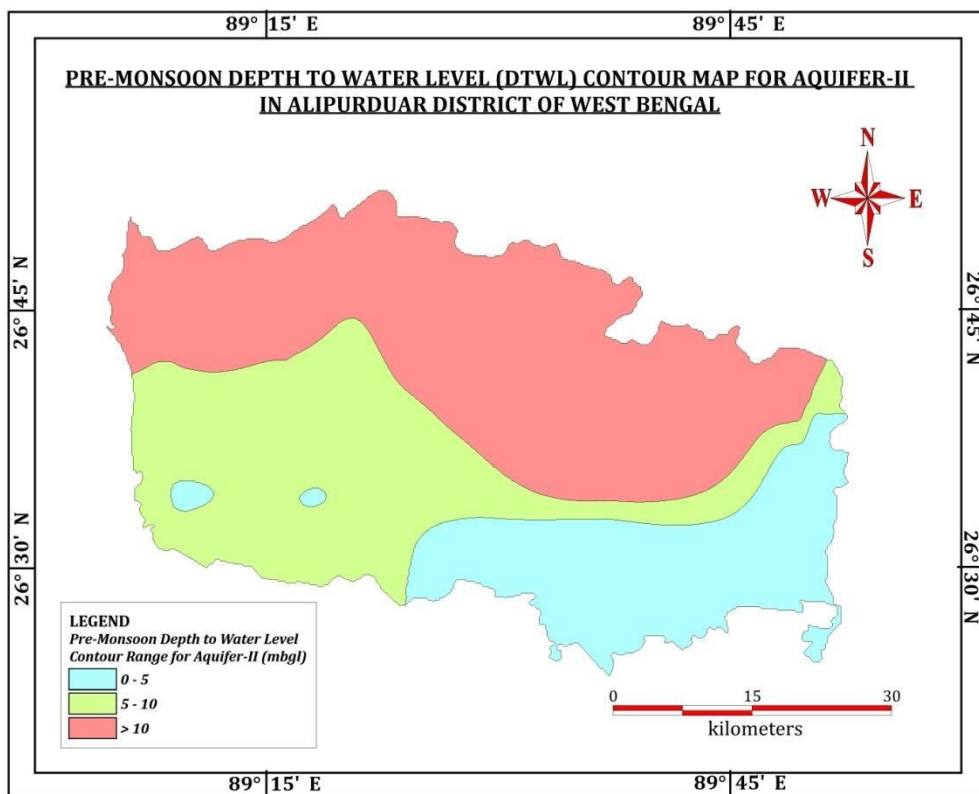 89° 15' E
89° 45' E
PRE-MONSOON DEPTH TO WATER LEVEL (DTWL) CONTOUR MAP FOR AQUIFER-II
IN ALIPURDUAR DISTRICT OF WEST BENGAL
N
W
E
S
26° 45' N
26° 45' N
26° 30' N
26° 30' N
LEGEND
Pre-Monsoon Depth to Water Level
Contour Range for Aquifer-II (mbgl)
0 - 5
5 - 10
> 10
0
15
30
kilometers
89° 15' E
89° 45' E